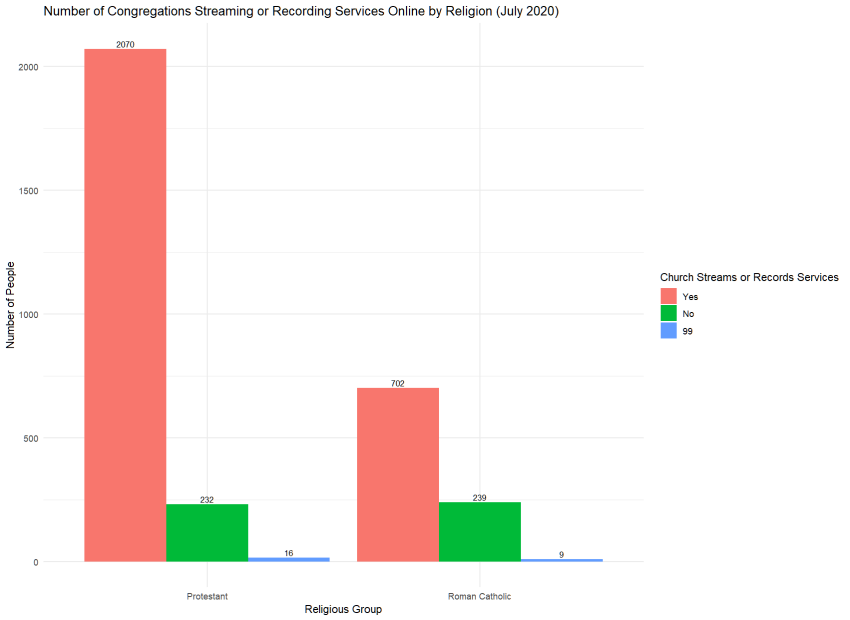 Number of Congregations Streaming or Recording Services Online by Religion (July 2020)
Number of People
2000
1500
1000
500
0
2070
232
16
702
239
9
Protestant
Roman Catholic
Religious Group
Church Streams or Records Services
Yes
No
99